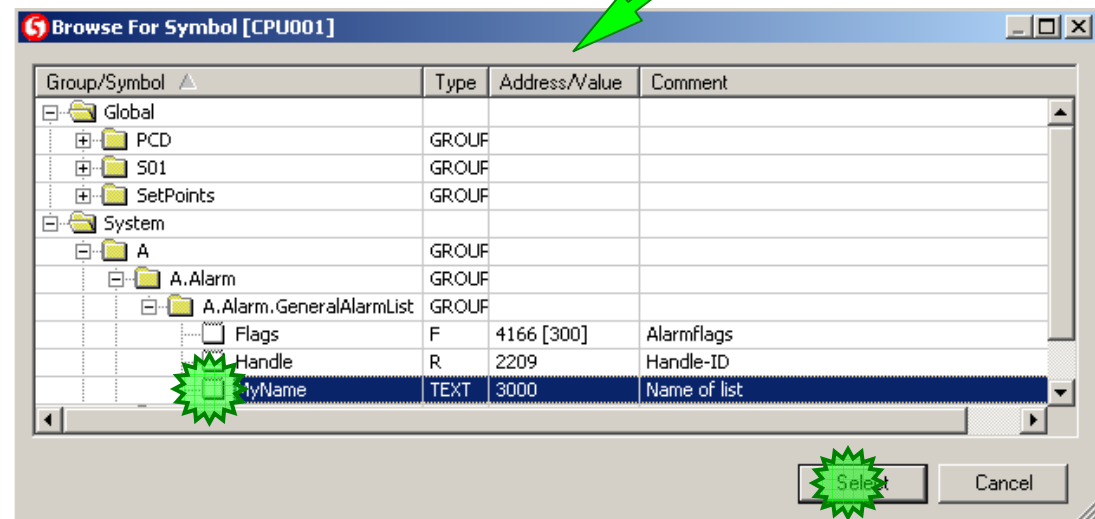 Browse For Symbol [CPU001]
Group/Symbol Type Address/Value Comment
Global
PCD GROUP
S01 GROUP
SetPoints GROUP
System
A GROUP
A.Alarm GROUP
A.Alarm.GeneralAlarmList GROUP
Flags F 4166 [300] Alarmflags
Handle R 2209 Handle-ID
MyName TEXT 3000 Name of list
Select Cancel